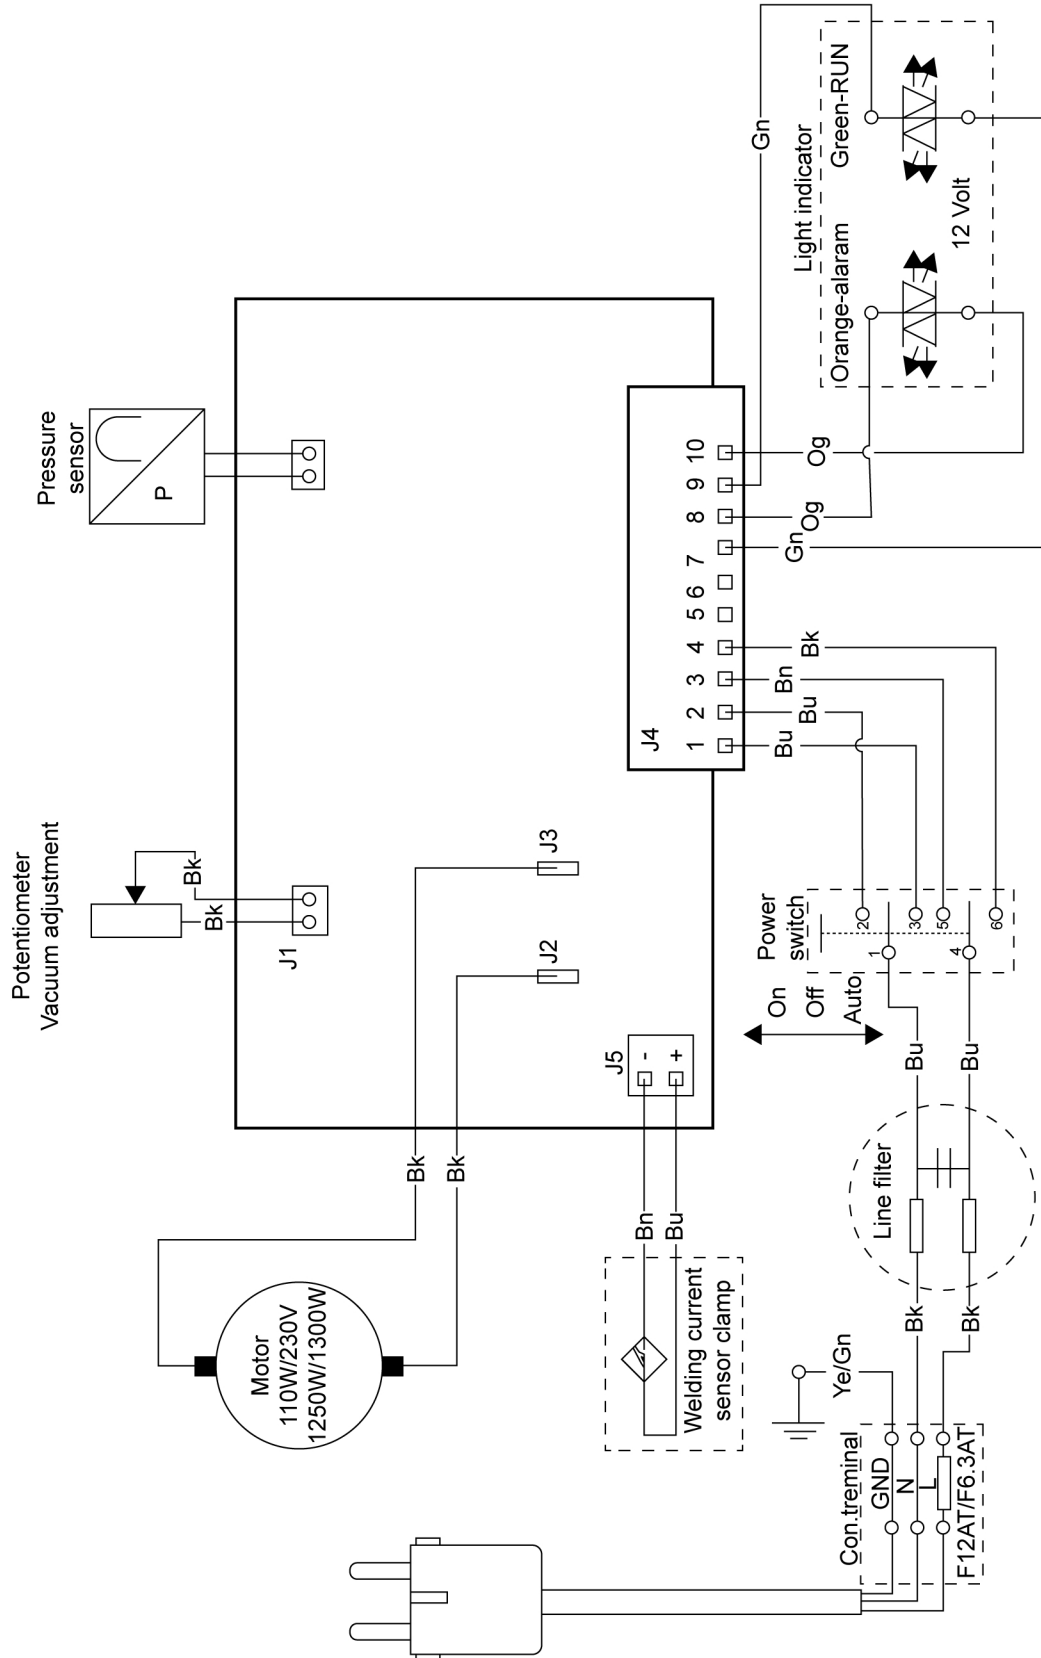 Pressure
sensor
P
Potentiometer
Vacuum adjustment
Bk
Bk
J1
J3
J2
J5
-
+
J4
1 2 3 4 5 6 7 8 9 10
Bu
Bu
Bn
Bk
Gn
Og
Og
Gn
Light indicator
Orange-alaram
Green-RUN
12 Volt
Power
switch
1 2 3 4 5 6
On
Off
Auto
Bu
Bu
Line filter
Bk
Bk
Bk
Bk
Motor
110W/230V
1250W/1300W
Bn
Bu
Welding current
sensor clamp
Ye/Gn
Con.treminal
GND
N
L
F12AT/F6.3AT